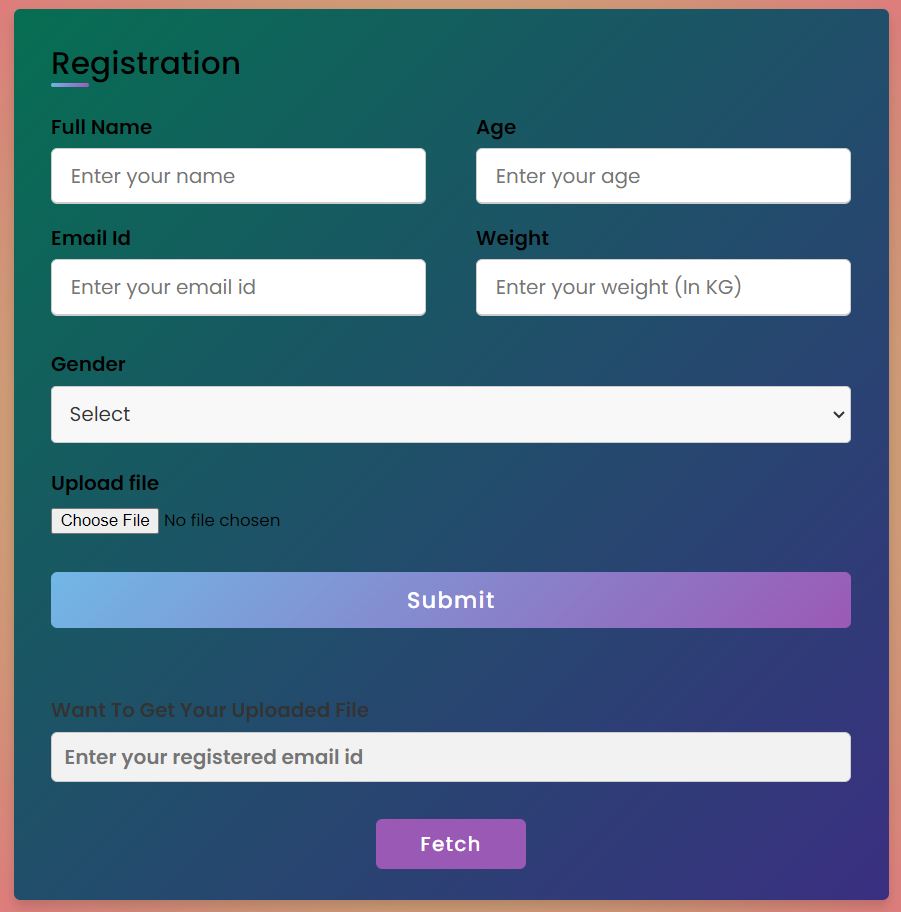 Registration
Full Name
Age
Enter your name
Enter your age
Email Id
Weight
Enter your email id
Enter your weight (In KG)
Gender
Select
Upload file
Choose File No file chosen
Submit
Want To Get Your Uploaded File
Enter your registered email id
Fetch